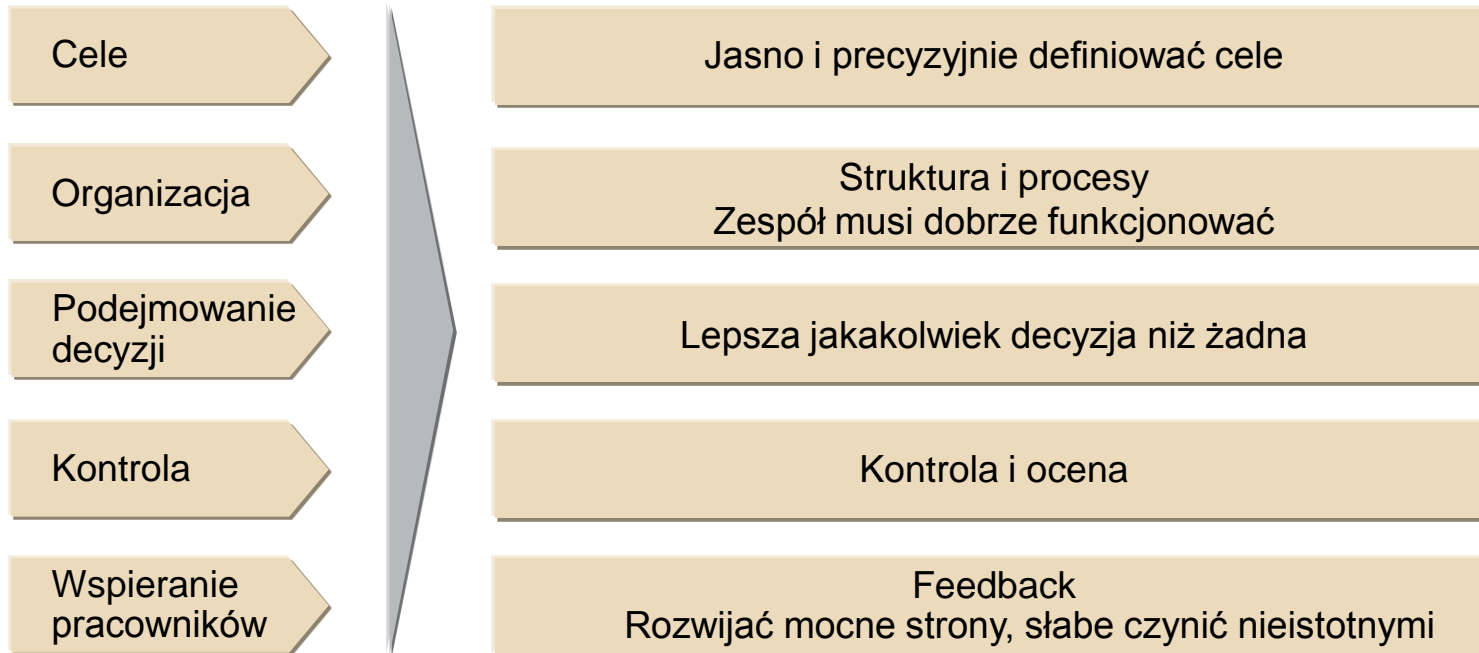 Cele
Jasno i precyzyjnie definiować cele
Organizacja
Struktura i procesy
Zespół musi dobrze funkcjonować
Podejmowanie
decyzji
Lepsza jakakolwiek decyzja niż żadna
Kontrola
Kontrola i ocena
Wspieranie
pracowników
Feedback
Rozwijać mocne strony, słabe czynić nieistotnymi